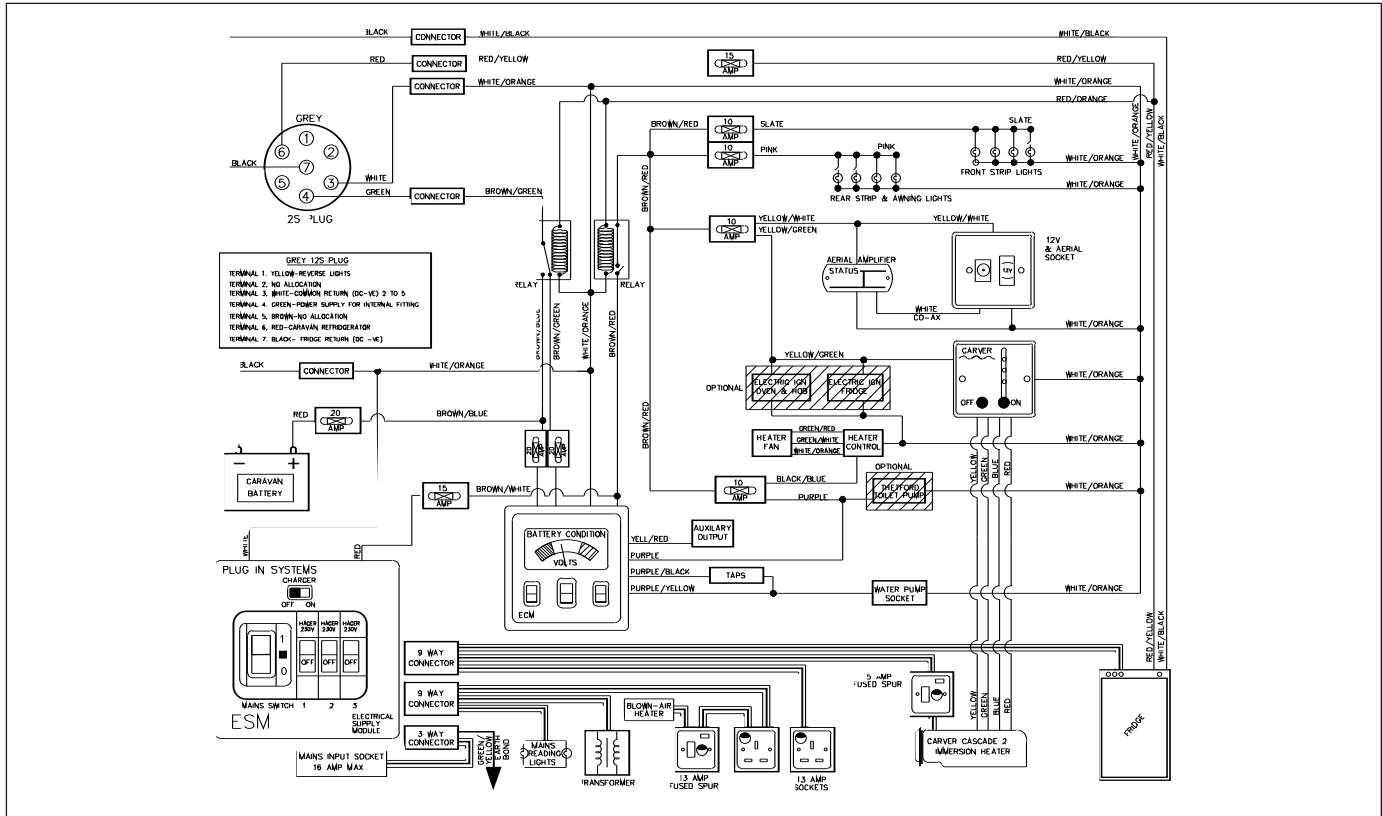 BLACK
CONNECTOR
WHITE/BLACK
WHITE/BLACK
RED
CONNECTOR
RED/YELLOW
15
AMP
RED/YELLOW
CONNECTOR
WHITE/ORANGE
WHITE/ORANGE
RED/ORANGE
GREY
1
2
3
4
5
6
7
BLACK
WHITE
GREEN
CONNECTOR
BROWN/GREEN
2S PLUG
BROWN/RED
10
AMP
SLATE
SLATE
10
AMP
PINK
PINK
WHITE/ORANGE
FRONT STRIP LIGHTS
WHITE/ORANGE
REAR STRIP & AWNING LIGHTS
WHITE/ORANGE
RED/YELLOW
WHITE/BLACK
BROWN/RED
GREY 12S PLUG
TERMINAL 1. YELLOW-REVERSE LIGHTS
TERMINAL 2. NO ALLOCATION
TERMINAL 3. WHITE-COMMON RETURN (DC-VE) 2 TO 5
TERMINAL 4. GREEN-POWER SUPPLY FOR INTERNAL FITTING
TERMINAL 5. BROWN-NO ALLOCATION
TERMINAL 6. RED-CARAVAN REFRIDGERATOR
TERMINAL 7. BLACK- FRIDGE RETURN (DC -VE)
RELAY
RELAY
BROWN/BLUE
BROWN/GREEN
WHITE/ORANGE
BROWN/RED
10
AMP
YELLOW/WHITE
YELLOW/GREEN
YELLOW/WHITE
12V
& AERIAL
SOCKET
12V
AERIAL AMPLIFIER
STATUS
WHITE
CO-AX
WHITE/ORANGE
BLACK
CONNECTOR
WHITE/ORANGE
YELLOW/GREEN
CARVER
OFF
ON
WHITE/ORANGE
OPTIONAL
ELECTRIC IGN
OVEN & HOB
ELECTRIC IGN
FRIDGE
RED
20
AMP
BROWN/BLUE
BROWN/RED
20
AMP
20
AMP
HEATER
FAN
GREEN/RED
GREEN/WHITE
WHITE/ORANGE
HEATER
CONTROL
WHITE/ORANGE
CARAVAN
BATTERY
15
AMP
BROWN/WHITE
10
AMP
BLACK/BLUE
PURPLE
OPTIONAL
THETFORD
TOILET PUMP
WHITE/ORANGE
YELLOW
GREEN
BLUE
RED
BATTERY CONDITION
VOLTS
ECM
YELL/RED
AUXILARY
OUTPUT
PURPLE
PURPLE/BLACK
TAPS
PURPLE/YELLOW
WATER PUMP
SOCKET
WHITE/ORANGE
WHITE
RED
PLUG IN SYSTEMS
CHARGER
OFF ON
HAGER
230V
HAGER
230V
HAGER
230V
1
0
OFF
OFF
OFF
MAINS SWITCH 1 2 3
ESM
ELECTRICAL
SUPPLY
MODULE
9 WAY
CONNECTOR
9 WAY
CONNECTOR
3 WAY
CONNECTOR
MAINS INPUT SOCKET
16 AMP MAX
GREEN/
YELLOW
EARTH
BOND
MAINS
READING
LIGHTS
TRANSFORMER
BLOWN-AIR
HEATER
13 AMP
FUSED SPUR
13 AMP
SOCKETS
5 AMP
FUSED SPUR
YELLOW
GREEN
BLUE
RED
CARVER CASCADE 2
IMMERSION HEATER
RED/YELLOW
WHITE/BLACK
FRIDGE